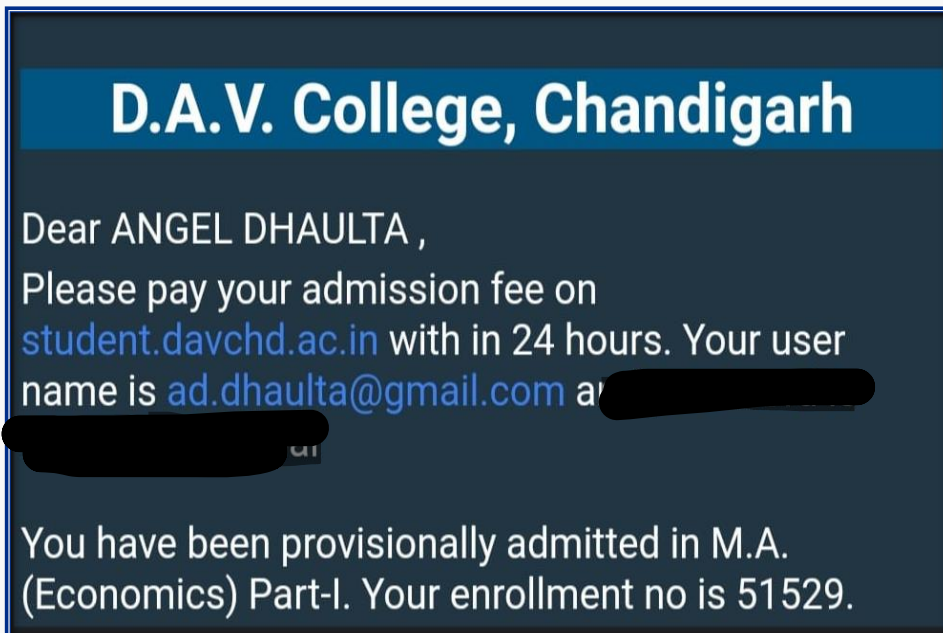 D.A.V. College, Chandigarh
Dear ANGEL DHAULTA ,
Please pay your admission fee on
student.davchd.ac.in with in 24 hours. Your user
name is ad.dhaulta@gmail.com
You have been provisionally admitted in M.A.
(Economics) Part-I. Your enrollment no is 51529.